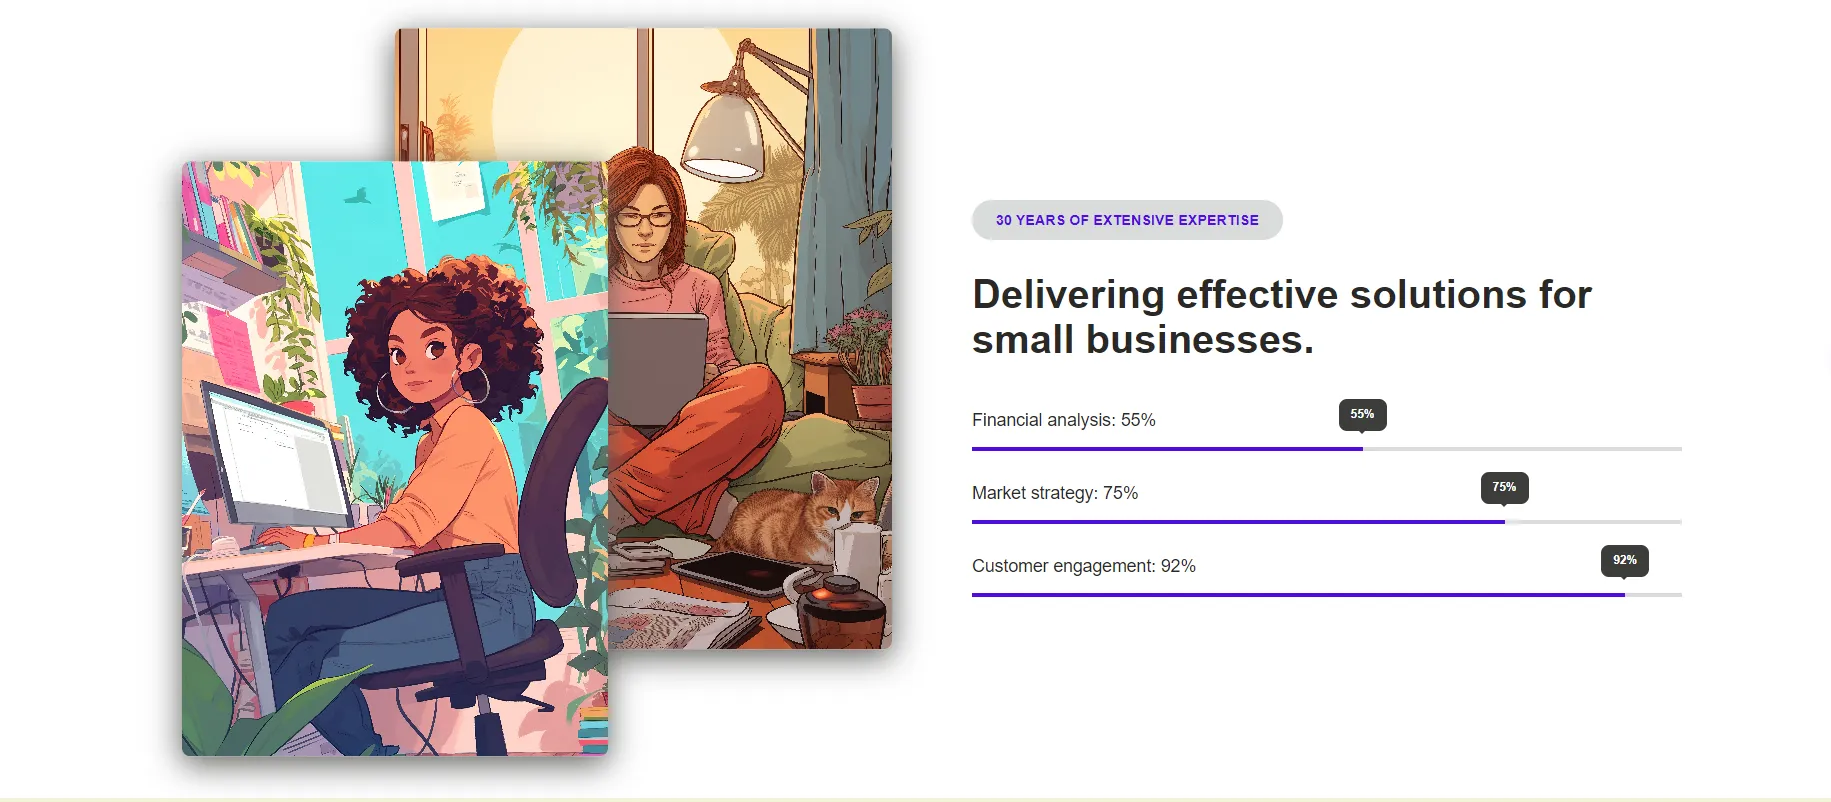 30 YEARS OF EXTENSIVE EXPERTISE
Delivering effective solutions for
small businesses.
Financial analysis: 55%
55%
Market strategy: 75%
75%
Customer engagement: 92%
92%